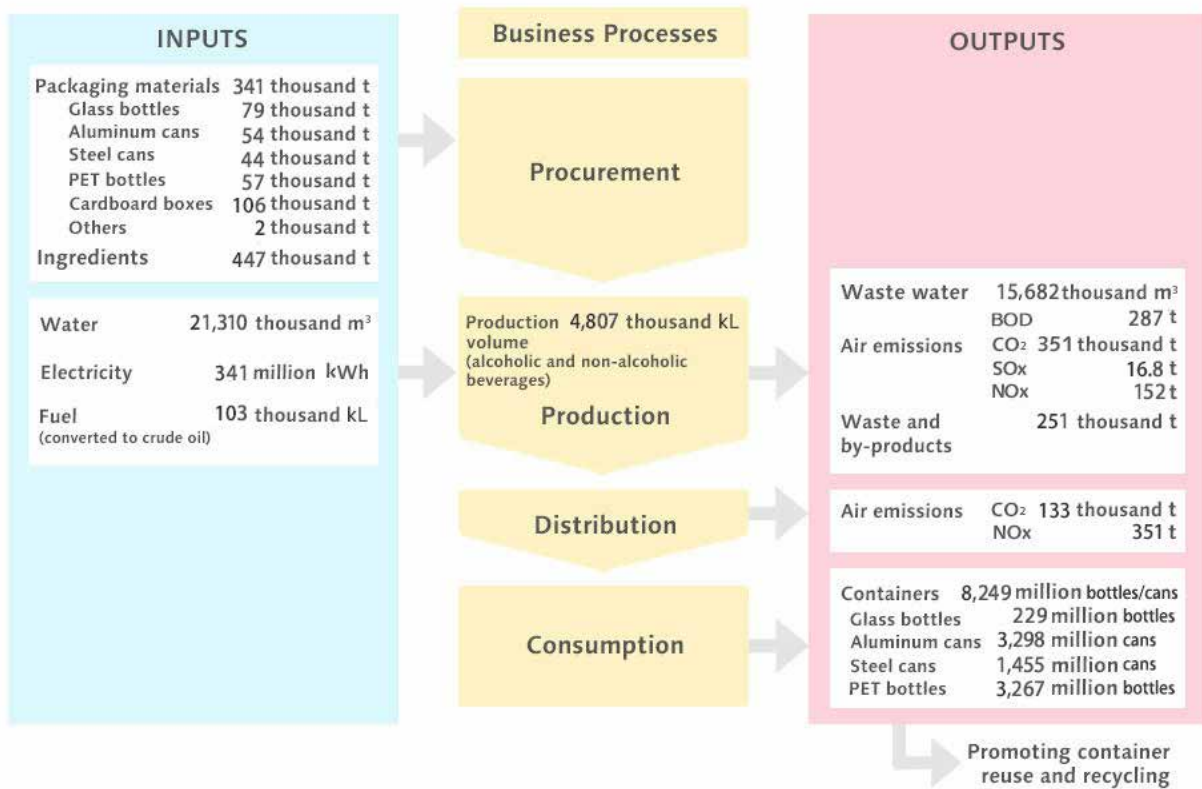 INPUTS
Packaging materials 341 thousand t
Glass bottles 79 thousand t
Aluminum cans 54 thousand t
Steel cans 44 thousand t
PET bottles 57 thousand t
Cardboard boxes 106 thousand t
Others 2 thousand t
Ingredients 447 thousand t
Water 21,310 thousand m³
Electricity 341 million kWh
Fuel 103 thousand kL
(converted to crude oil)
Business Processes
Procurement
Production 4,807 thousand kL
volume
(alcoholic and non-alcoholic
beverages)
Production
Distribution
Consumption
OUTPUTS
Waste water 15,682 thousand m³
BOD 287 t
Air emissions CO₂ 351 thousand t
SOx 16.8 t
NOx 152 t
Waste and 251 thousand t
by-products
Air emissions CO₂ 133 thousand t
NOx 351 t
Containers 8,249 million bottles/cans
Glass bottles 229 million bottles
Aluminum cans 3,298 million cans
Steel cans 1,455 million cans
PET bottles 3,267 million bottles
Promoting container
reuse and recycling